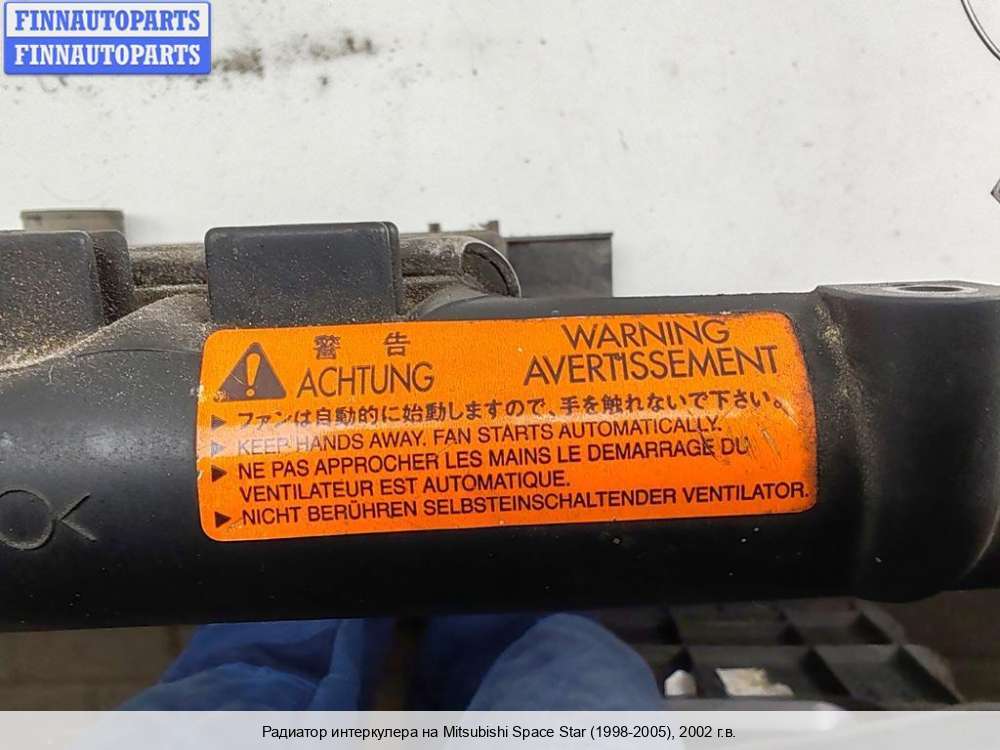 FINNAUTOPARTS
FINNAUTOPARTS
警告
ACHTUNG
WARNING
AVERTISSEMENT
ファンは自動的に始動しますので、手を触れないで下さい。
KEEP HANDS AWAY. FAN STARTS AUTOMATICALLY.
NE PAS APPROCHER LES MAINS LE DEMARRAGE DU
VENTILATEUR EST AUTOMATIQUE.
NICHT BERÜHREN SELBSTEINSCHALTENDER VENTILATOR.
OK
Радиатор интеркулера на Mitsubishi Space Star (1998-2005), 2002 г.в.